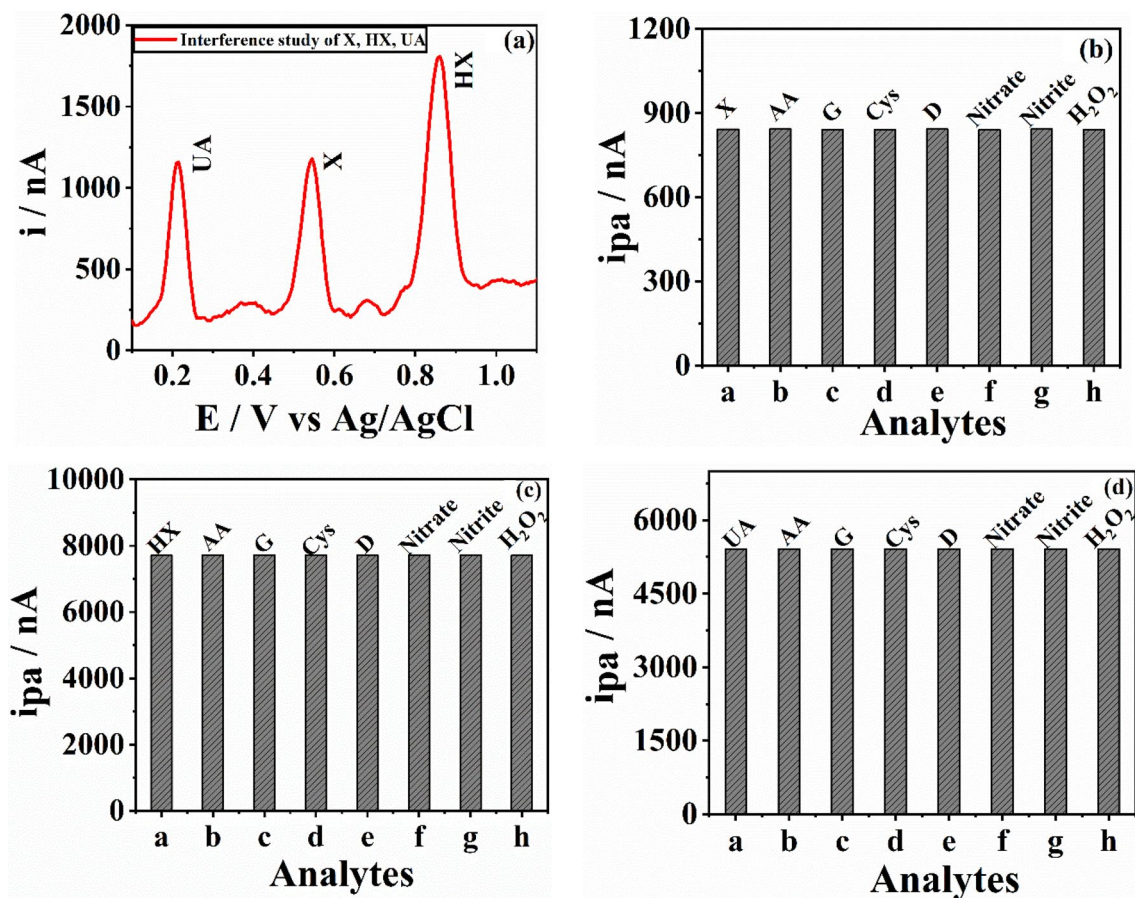 2000
1500
1000
500
0
i / nA
Interference study of X, HX, UA
(a)
UA
X
HX
0.2 0.4 0.6 0.8 1.0
E / V vs Ag/AgCl
1200
900
600
300
0
ipa / nA
(b)
X AA G Cys D Nitrate Nitrite H₂O₂
a b c d e f g h
Analytes
10000
8000
6000
4000
2000
0
ipa / nA
(c)
HX AA G Cys D Nitrate Nitrite H₂O₂
a b c d e f g h
Analytes
6000
4500
3000
1500
0
ipa / nA
(d)
UA AA G Cys D Nitrate Nitrite H₂O₂
a b c d e f g h
Analytes